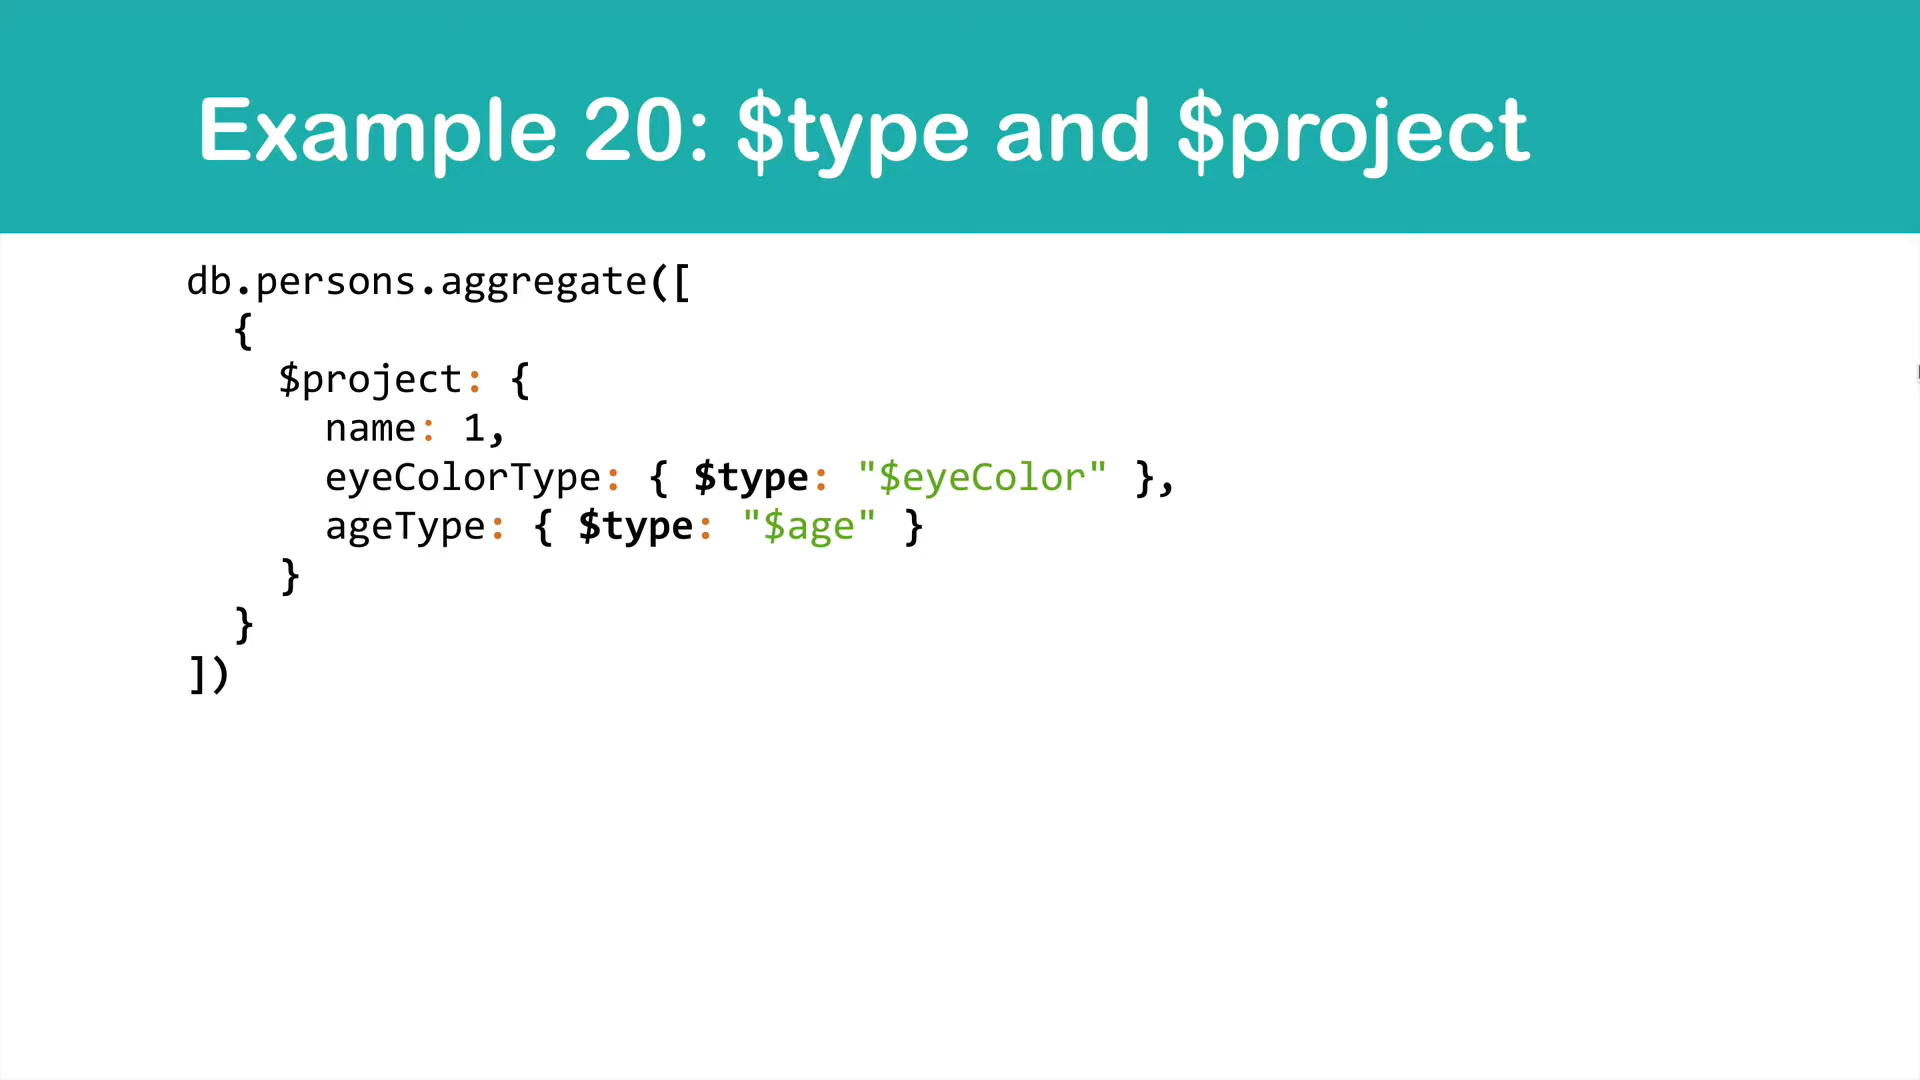 Example 20: $type and $project
db.persons.aggregate([
  {
    $project: {
      name: 1,
      eyeColorType: { $type: "$eyeColor" },
      ageType: { $type: "$age" }
    }
  }
])